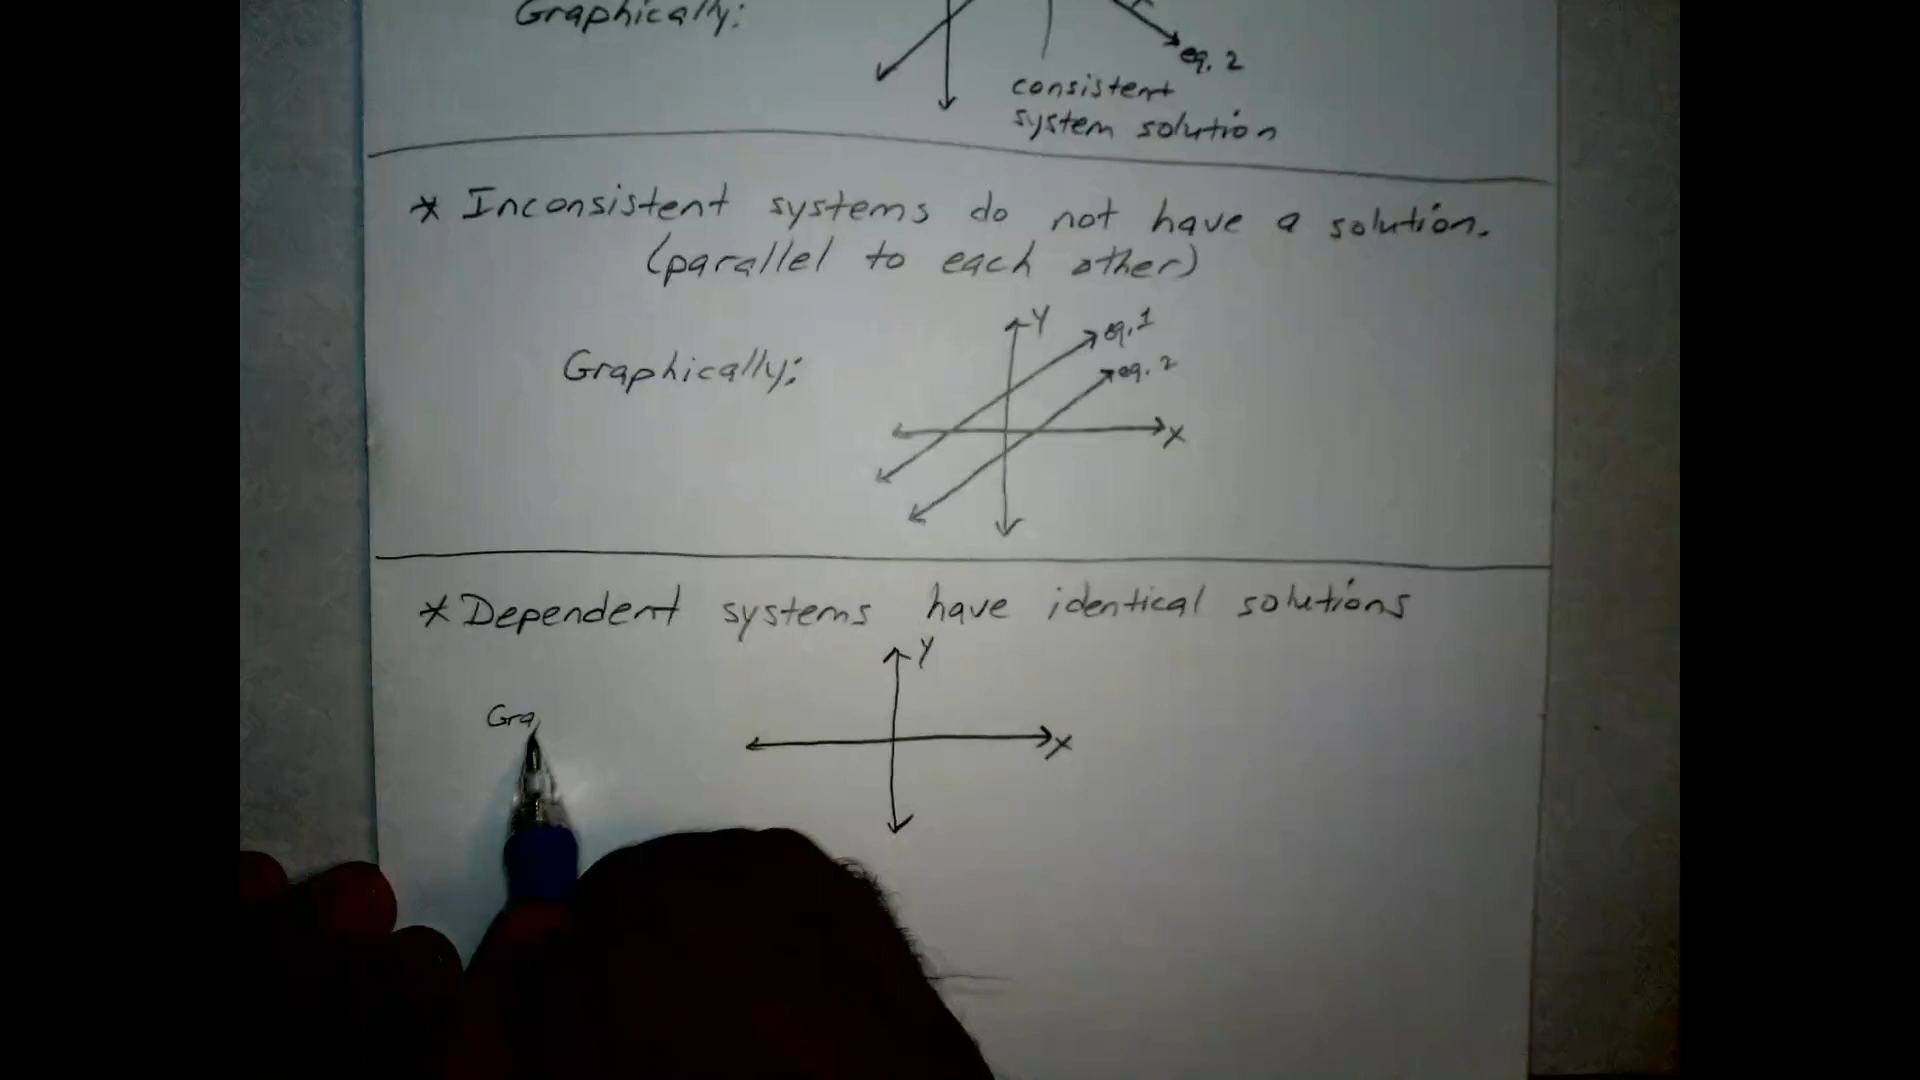 Graphically:
eq. 2
consistent
system solution
* Inconsistent systems do not have a solution.
(parallel to each other)
Y
eq. 1
eq. 2
Graphically:
X
* Dependent systems have identical solutions
Y
Gra
X